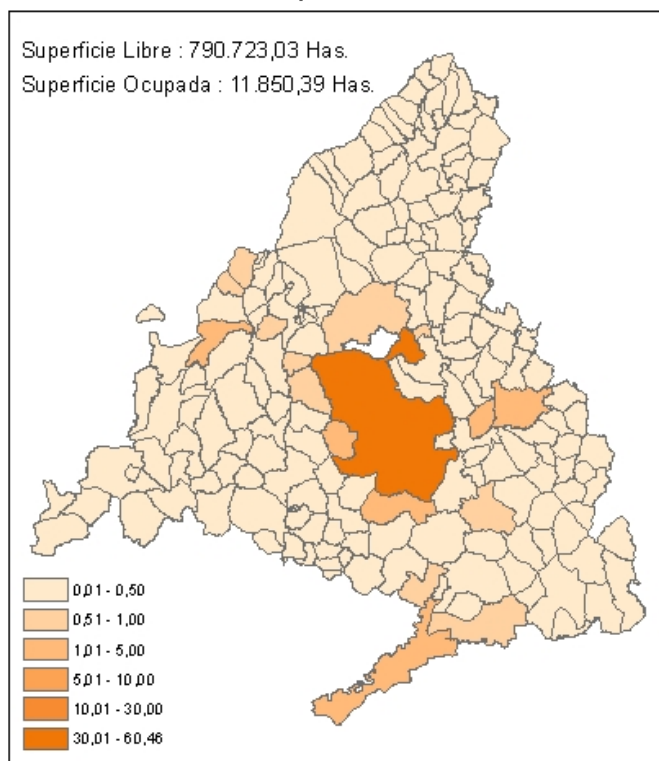 Superficie Libre : 790.723,03 Has.
Superficie Ocupada : 11.850,39 Has.
0,01 - 0,50
0,51 - 1,00
1,01 - 5,00
5,01 - 10,00
10,01 - 30,00
30,01 - 60,46